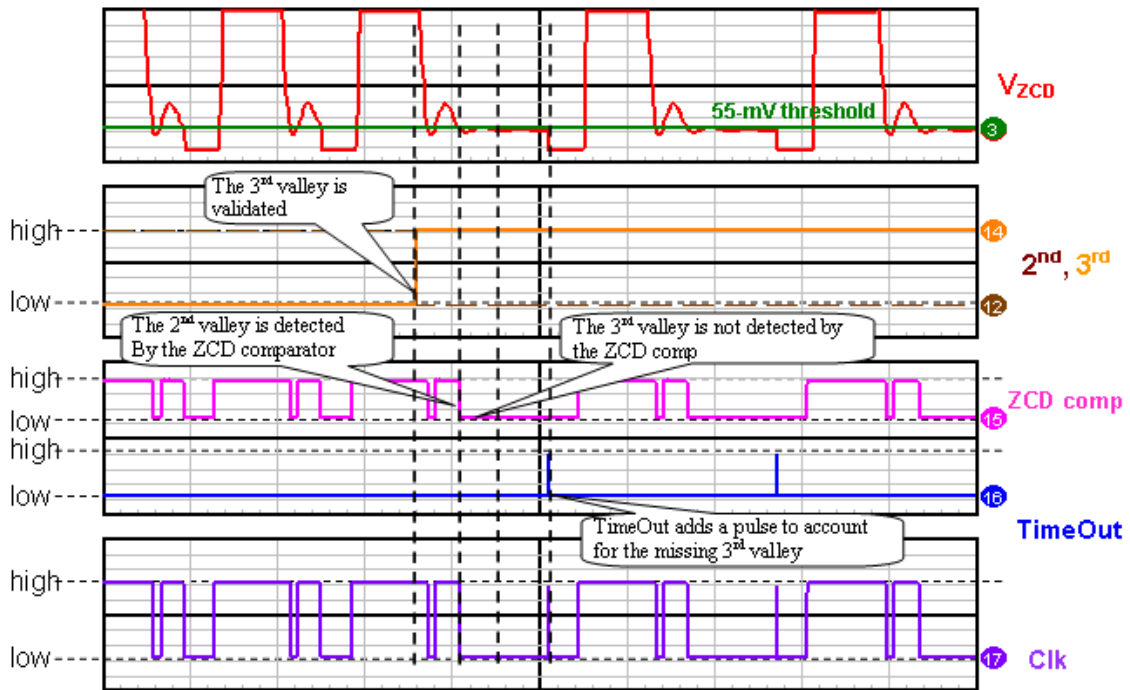 V_ZCD
55-mV threshold
3
The 3rd valley is
validated
high
14
2nd, 3rd
low
12
The 2nd valley is detected
By the ZCD comparator
The 3rd valley is not detected by
the ZCD comp
high
ZCD comp
low
15
high
low
16
TimeOut
TimeOut adds a pulse to account
for the missing 3rd valley
high
low
17
Clk